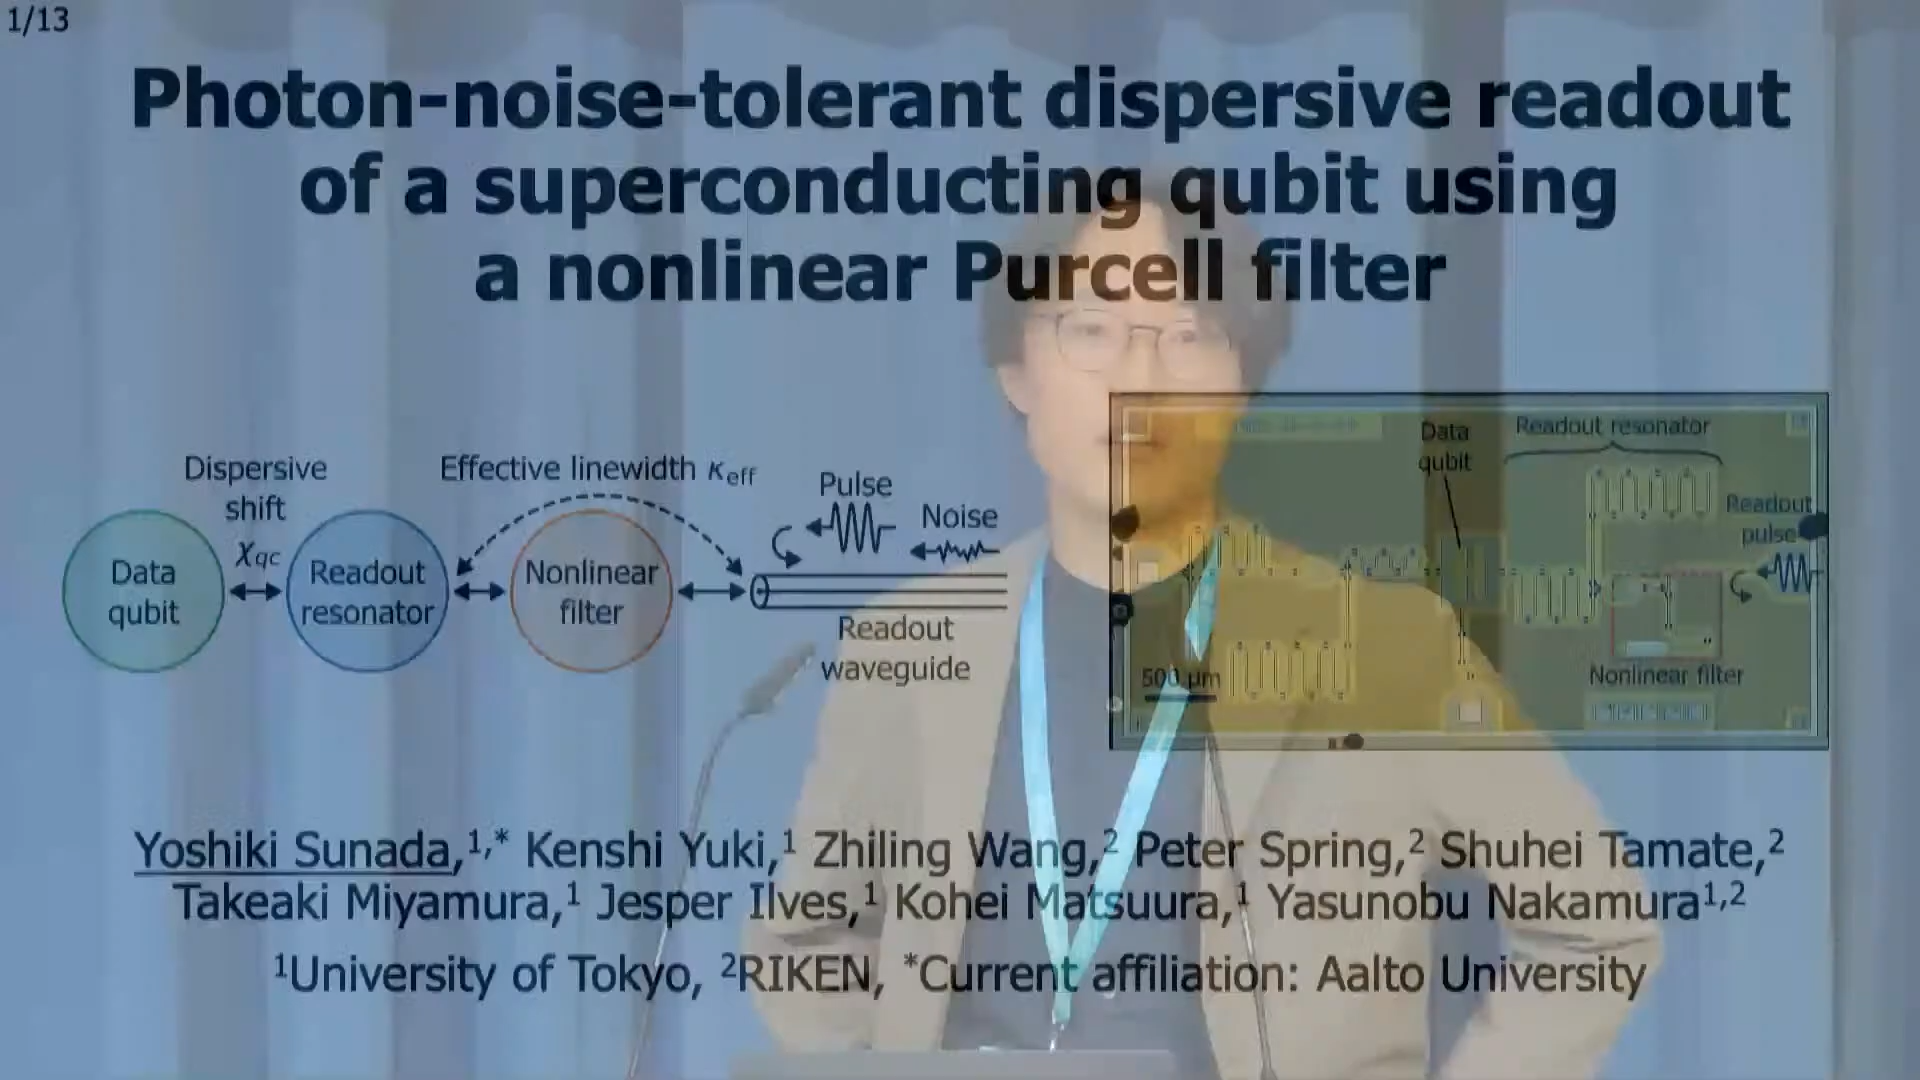 1/13
Photon-noise-tolerant dispersive readout
of a superconducting qubit using
a nonlinear Purcell filter
Dispersive
shift
χqc
Effective linewidth κeff
Pulse
Noise
Data
qubit
Readout
resonator
Nonlinear
filter
Readout
waveguide
Data
qubit
Readout resonator
Readout
pulse
Nonlinear filter
500 µm
Yoshiki Sunada,1,* Kenshi Yuki,1 Zhiling Wang,2 Peter Spring,2 Shuhei Tamate,2
Takeaki Miyamura,1 Jesper Ilves,1 Kohei Matsuura,1 Yasunobu Nakamura1,2
1University of Tokyo, 2RIKEN, *Current affiliation: Aalto University